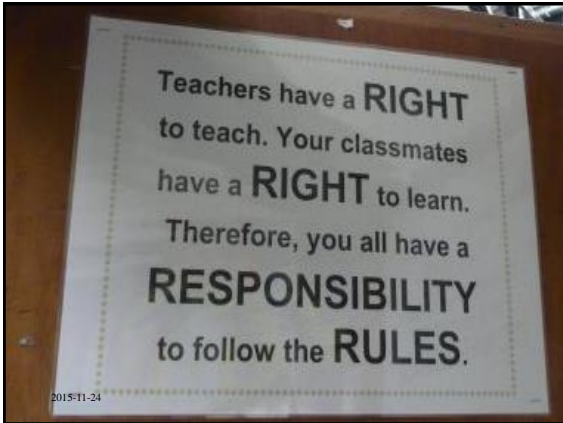 Teachers have a RIGHT
to teach. Your classmates
have a RIGHT to learn.
Therefore, you all have a
RESPONSIBILITY
to follow the RULES.
2015-11-24